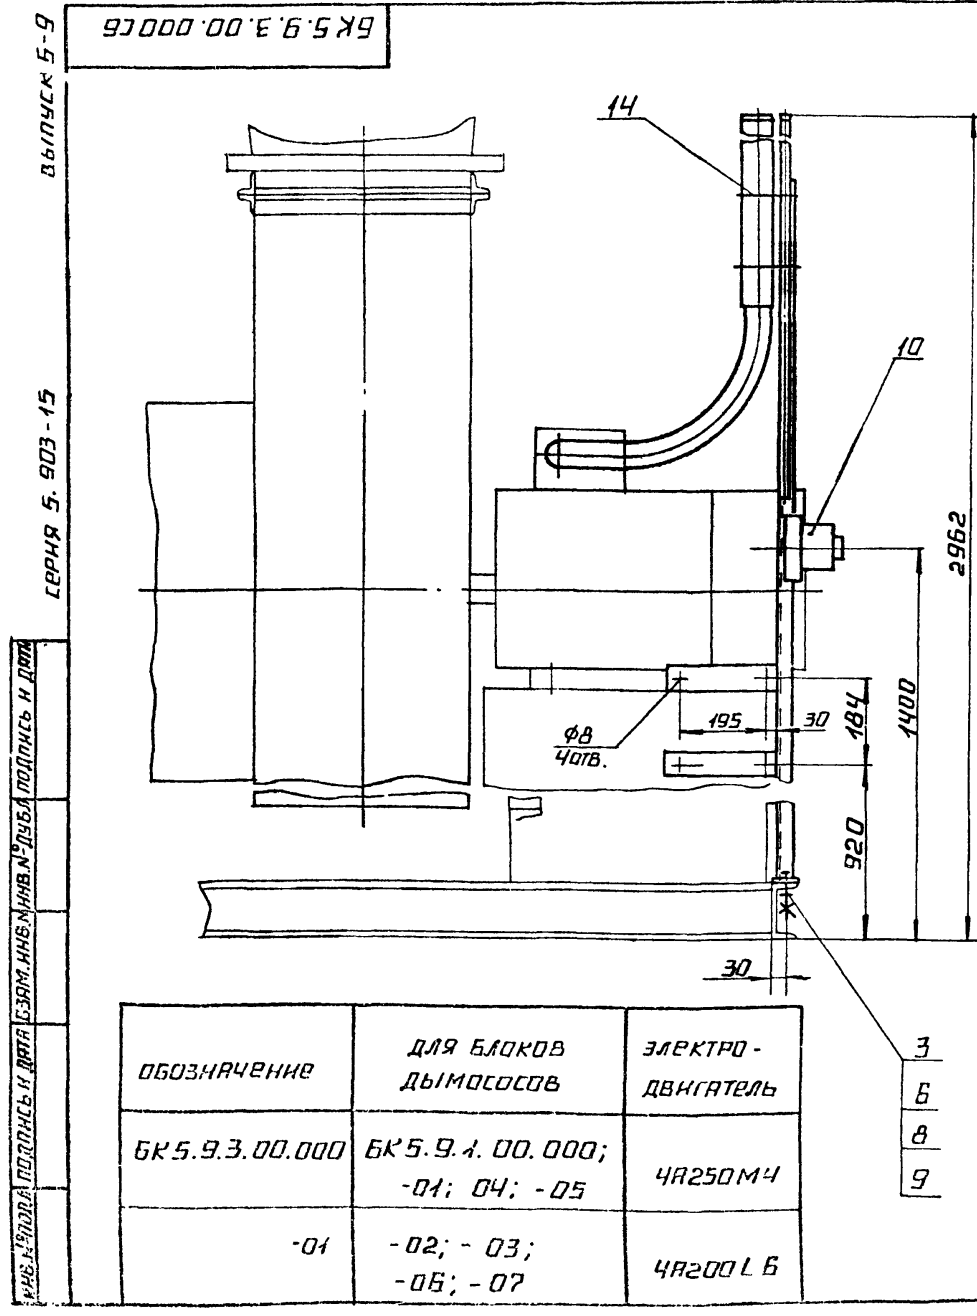 БК5.9.3.00.000СБ
ВЫПУСК 5-9
СЕРИЯ 5.903-15
14
10
2962
1400
184
920
195
30
Ф8
4ОТВ.
30
3
6
8
9
ОБОЗНАЧЕНИЕ
ДЛЯ БЛОКОВ
ДЫМОСОСОВ
ЭЛЕКТРО-
ДВИГАТЕЛЬ
БК5.9.3.00.000
БК5.9.1.00.000;
-01; 04; -05
4А250М4
-01
-02; -03;
-06; -07
4А200L6
ИНВ.№ПОДЛ
ПОДПИСЬ И ДАТА
ВЗАМ.ИНВ.№
ИНВ.№ДУБЛ
ПОДПИСЬ И ДАТА